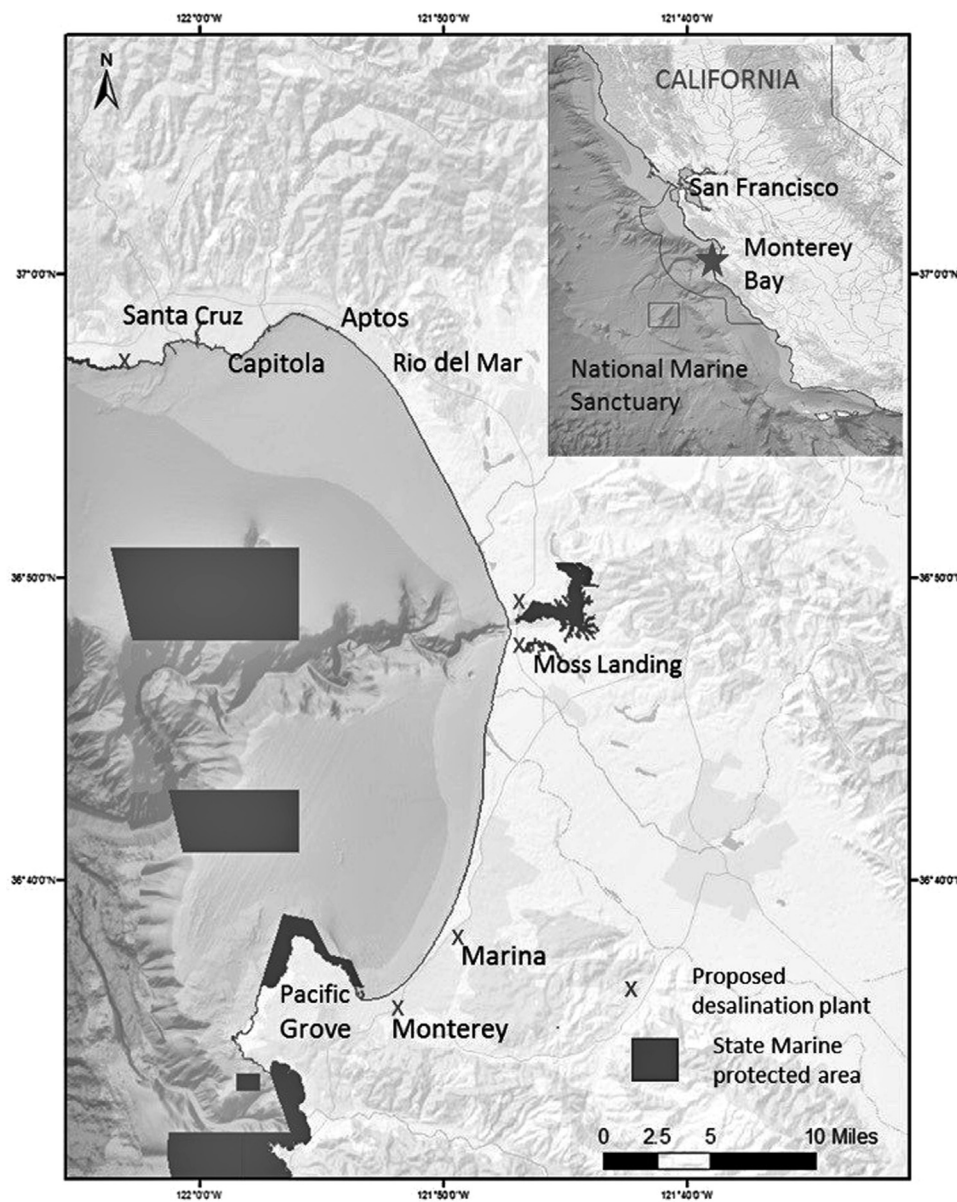 122°0'0"W
121°50'0"W
121°40'0"W
N
CALIFORNIA
San Francisco
Monterey
Bay
National Marine
Sanctuary
37°0'0"N
37°0'0"N
Santa Cruz
Aptos
Capitola
Rio del Mar
X
36°50'0"N
36°50'0"N
X
X
Moss Landing
36°40'0"N
36°40'0"N
X
Marina
Pacific
Grove
X
Monterey
X
Proposed
desalination plant
State Marine
protected area
0 2.5 5 10 Miles
122°0'0"W
121°50'0"W
121°40'0"W